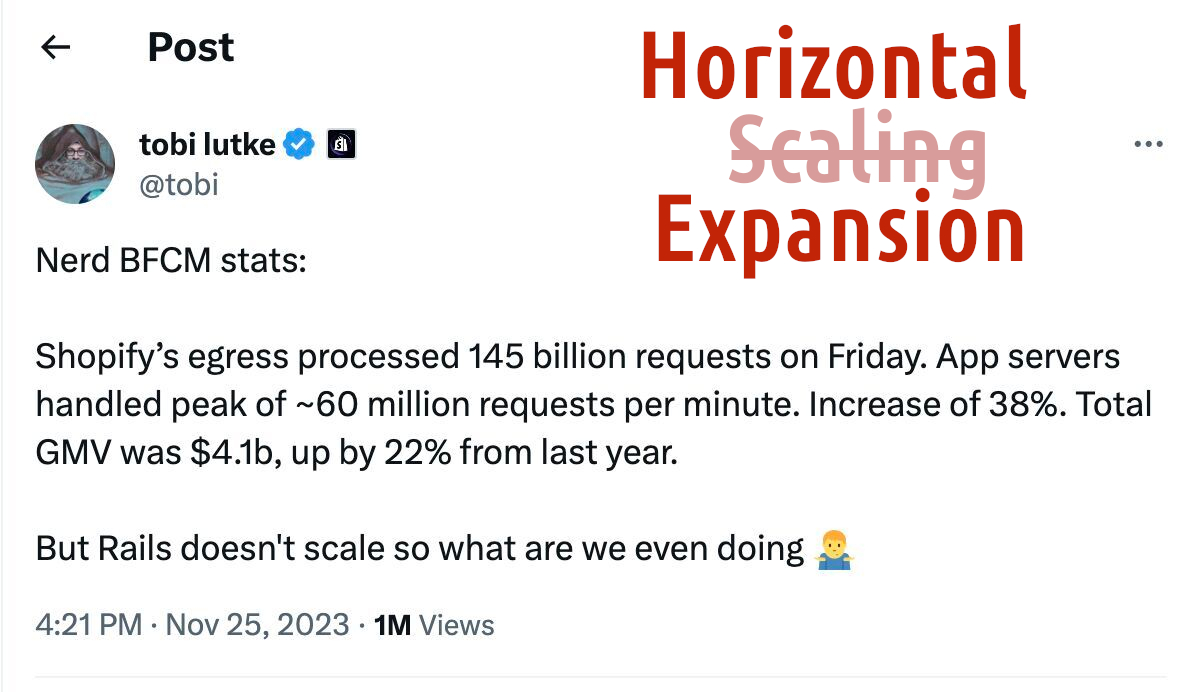 Post
Horizontal
Scaling
Expansion
tobi lutke
@tobi
Nerd BFCM stats:
Shopify’s egress processed 145 billion requests on Friday. App servers
handled peak of ~60 million requests per minute. Increase of 38%. Total
GMV was $4.1b, up by 22% from last year.
But Rails doesn't scale so what are we even doing 🤷‍♂️
4:21 PM · Nov 25, 2023 · 1M Views